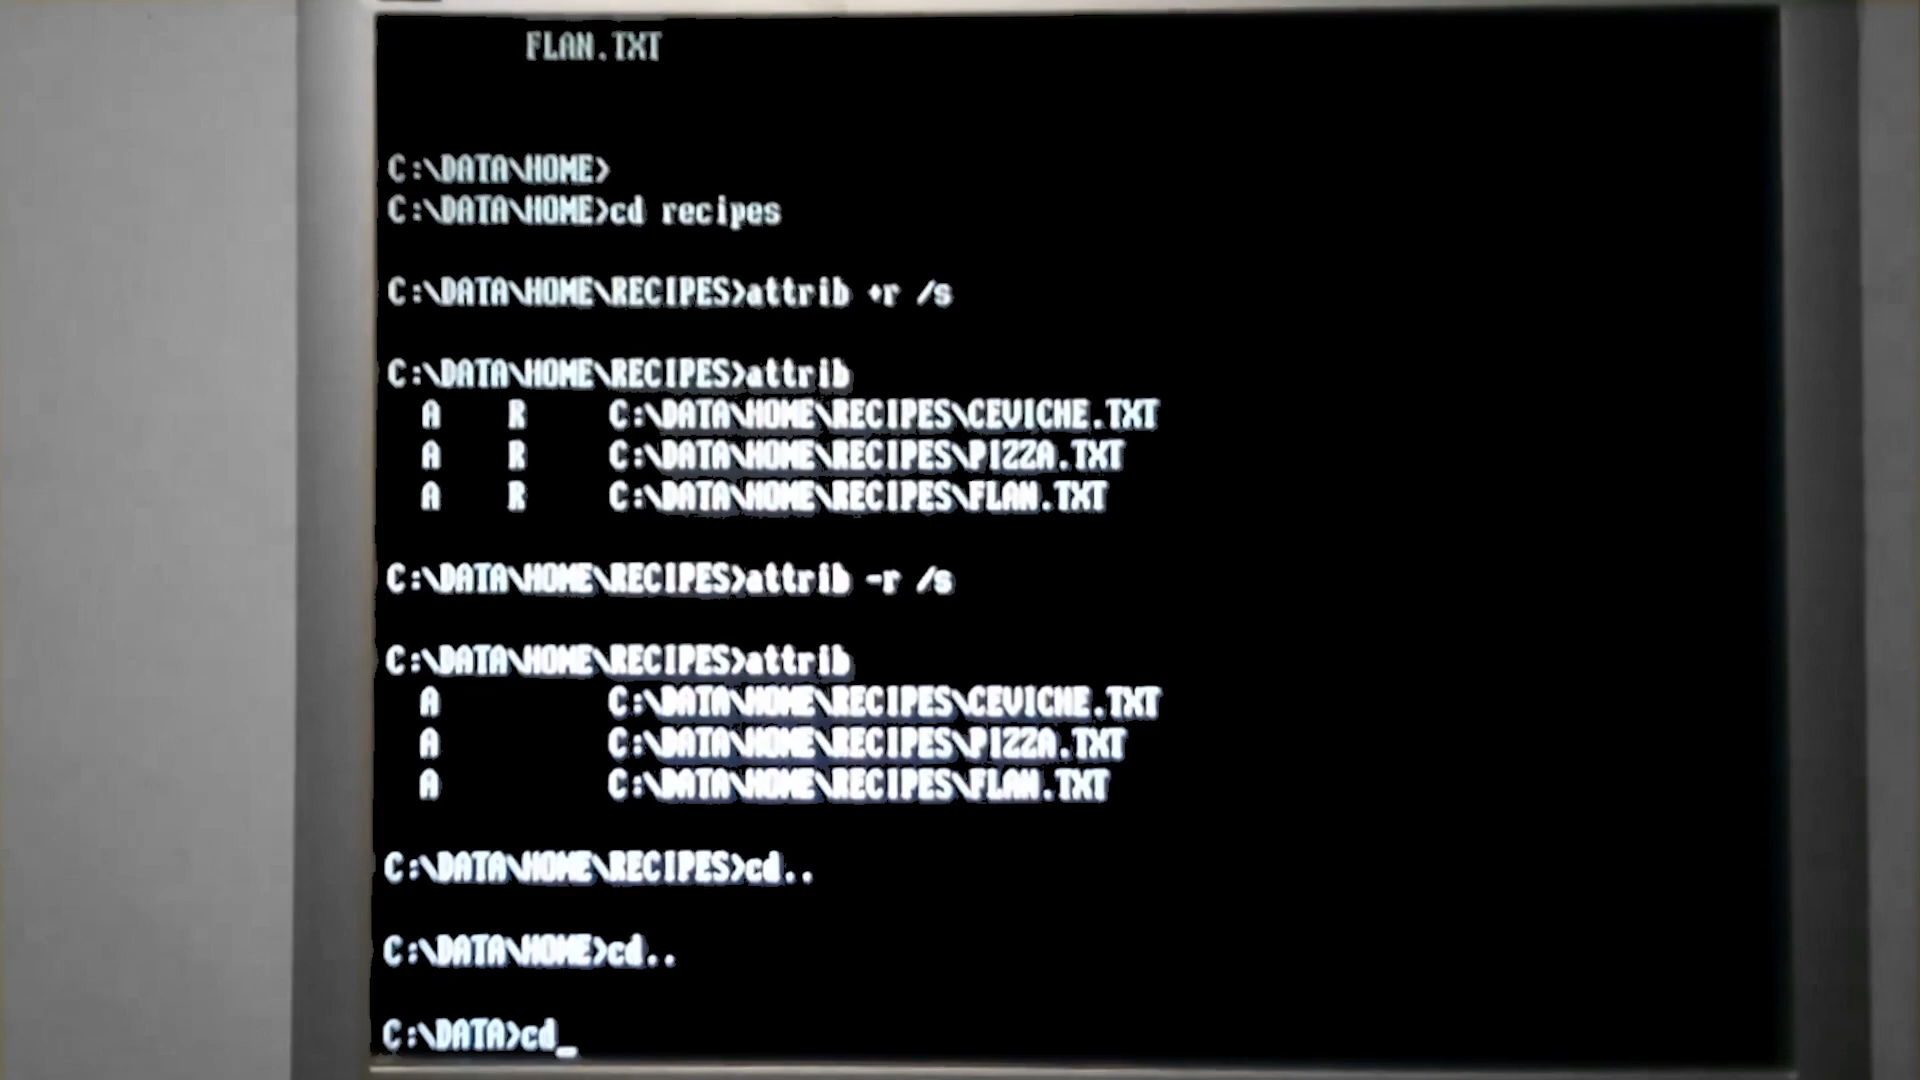 FLAN.TXT
C:\DATA\HOME>
C:\DATA\HOME>cd recipes
C:\DATA\HOME\RECIPES>attrib +r /s
C:\DATA\HOME\RECIPES>attrib
A R C:\DATA\HOME\RECIPES\CEVICHE.TXT
A R C:\DATA\HOME\RECIPES\PIZZA.TXT
A R C:\DATA\HOME\RECIPES\FLAN.TXT
C:\DATA\HOME\RECIPES>attrib -r /s
C:\DATA\HOME\RECIPES>attrib
A C:\DATA\HOME\RECIPES\CEVICHE.TXT
A C:\DATA\HOME\RECIPES\PIZZA.TXT
A C:\DATA\HOME\RECIPES\FLAN.TXT
C:\DATA\HOME\RECIPES>cd..
C:\DATA\HOME>cd..
C:\DATA>cd_